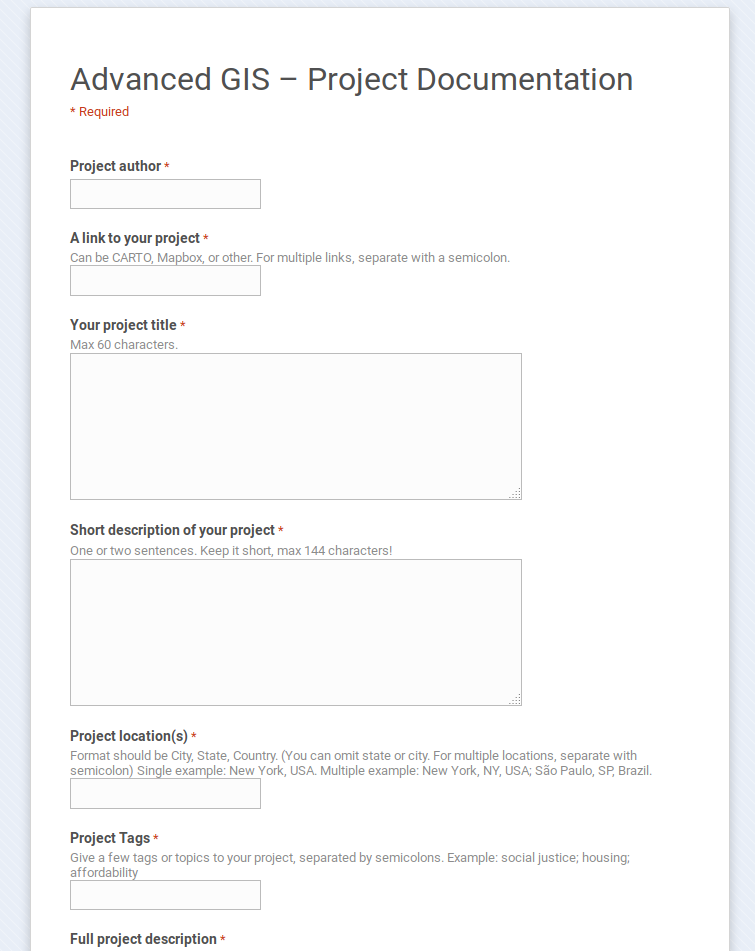 Advanced GIS – Project Documentation
* Required
Project author *
A link to your project *
Can be CARTO, Mapbox, or other. For multiple links, separate with a semicolon.
Your project title *
Max 60 characters.
Short description of your project *
One or two sentences. Keep it short, max 144 characters!
Project location(s) *
Format should be City, State, Country. (You can omit state or city. For multiple locations, separate with
semicolon) Single example: New York, USA. Multiple example: New York, NY, USA; São Paulo, SP, Brazil.
Project Tags *
Give a few tags or topics to your project, separated by semicolons. Example: social justice; housing;
affordability
Full project description *